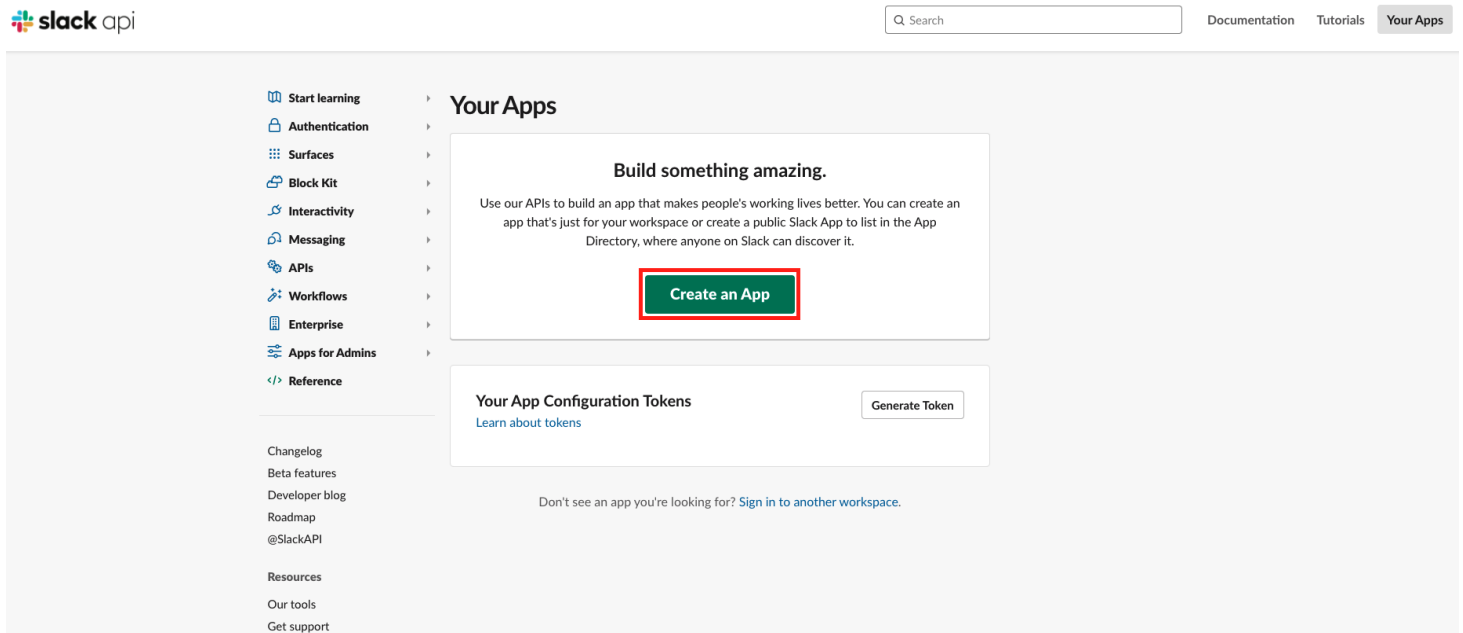 slack api
Search
Documentation
Tutorials
Your Apps
Start learning
Authentication
Surfaces
Block Kit
Interactivity
Messaging
APIs
Workflows
Enterprise
Apps for Admins
Reference
Changelog
Beta features
Developer blog
Roadmap
@SlackAPI
Resources
Our tools
Get support
Your Apps
Build something amazing.
Use our APIs to build an app that makes people's working lives better. You can create an
app that's just for your workspace or create a public Slack App to list in the App
Directory, where anyone on Slack can discover it.
Create an App
Your App Configuration Tokens
Learn about tokens
Generate Token
Don't see an app you're looking for? Sign in to another workspace.